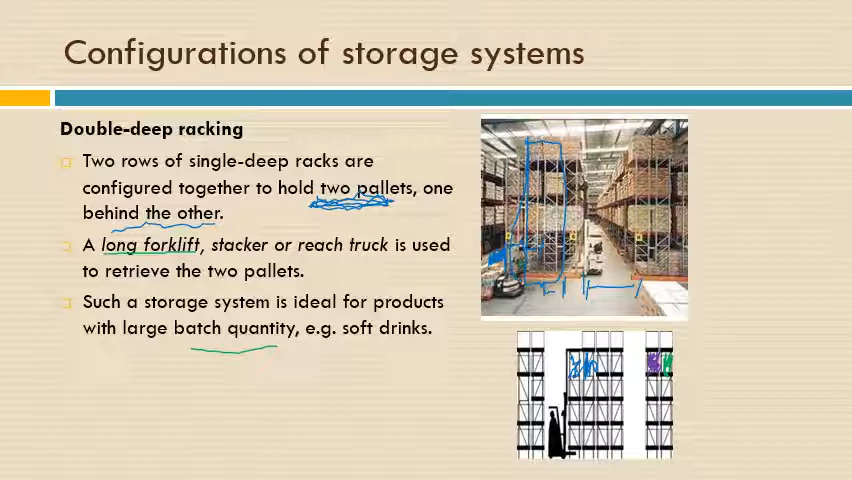 Configurations of storage systems
Double-deep racking
Two rows of single-deep racks are
configured together to hold two pallets, one
behind the other.
A long forklift, stacker or reach truck is used
to retrieve the two pallets.
Such a storage system is ideal for products
with large batch quantity, e.g. soft drinks.